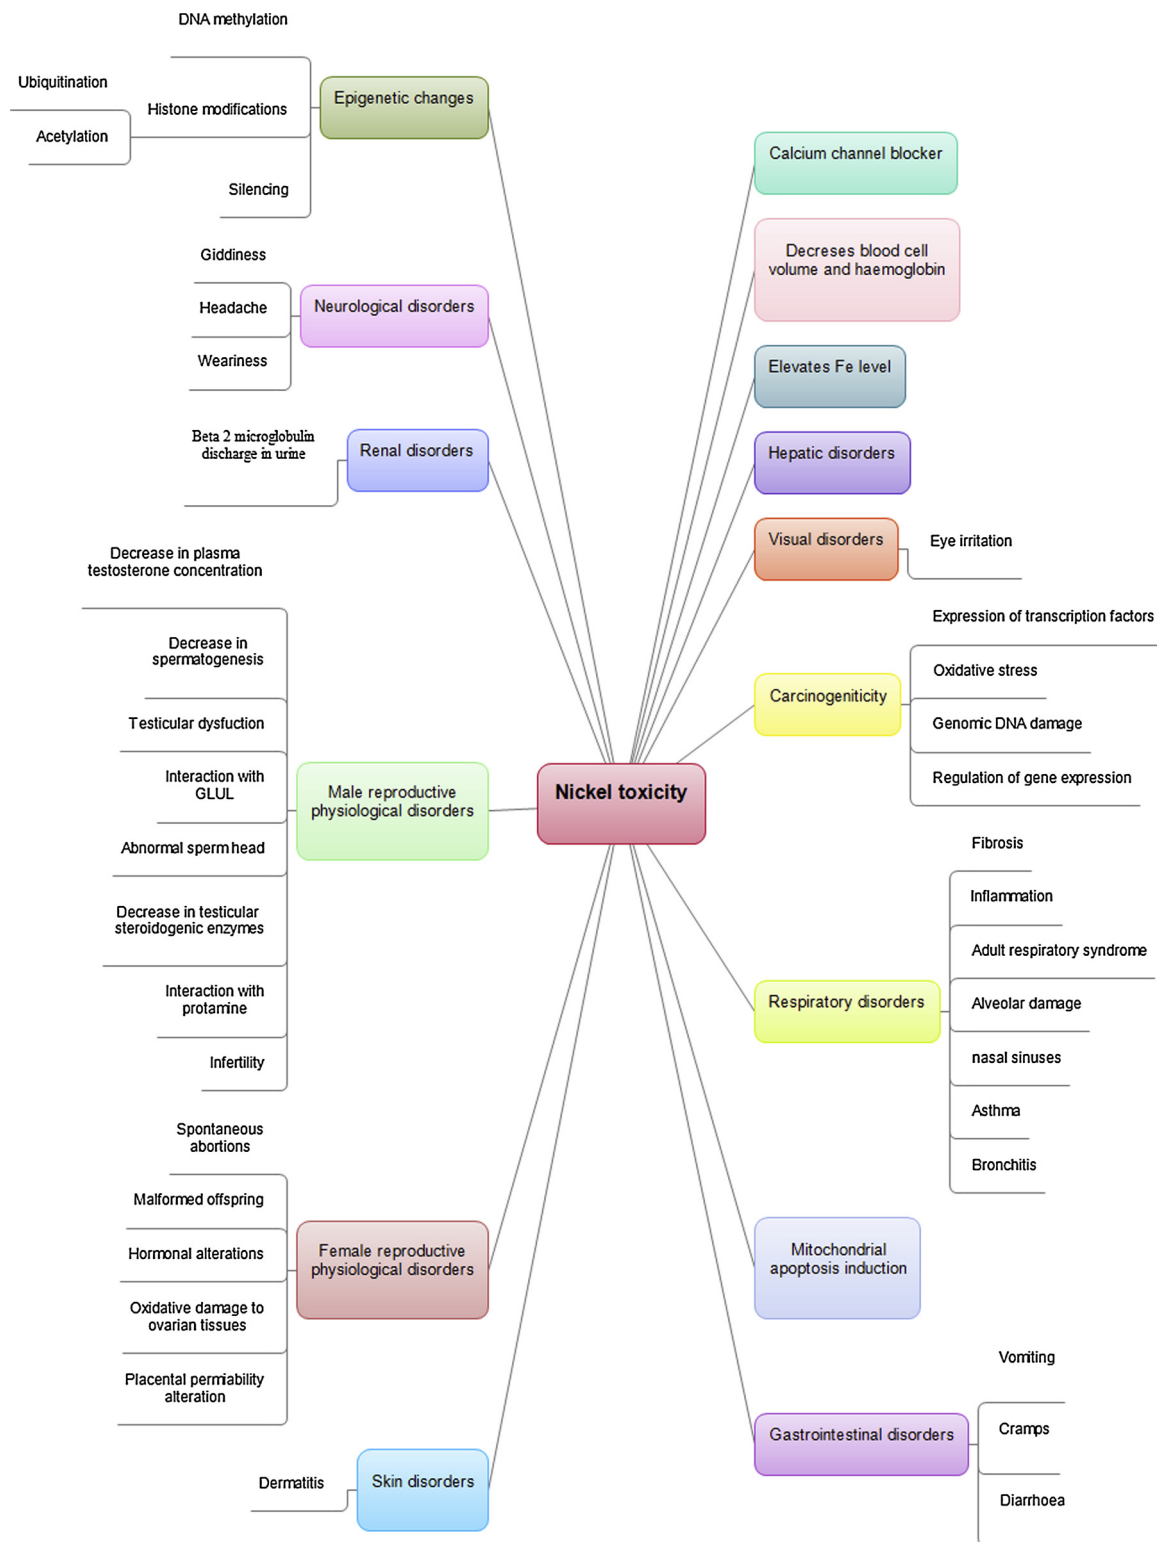 DNA methylation
Ubiquitination
Histone modifications
Acetylation
Silencing
Epigenetic changes
Giddiness
Headache
Weariness
Neurological disorders
Beta 2 microglobulin
discharge in urine
Renal disorders
Decrease in plasma
testosterone concentration
Decrease in
spermatogenesis
Testicular dysfuction
Interaction with
GLUL
Abnormal sperm head
Decrease in testicular
steroidogenic enzymes
Interaction with
protamine
Infertility
Male reproductive
physiological disorders
Spontaneous
abortions
Malformed offspring
Hormonal alterations
Oxidative damage to
ovarian tissues
Placental permiability
alteration
Female reproductive
physiological disorders
Dermatitis
Skin disorders
Nickel toxicity
Calcium channel blocker
Decreses blood cell
volume and haemoglobin
Elevates Fe level
Hepatic disorders
Visual disorders
Eye irritation
Carcinogeniticity
Expression of transcription factors
Oxidative stress
Genomic DNA damage
Regulation of gene expression
Respiratory disorders
Fibrosis
Inflammation
Adult respiratory syndrome
Alveolar damage
nasal sinuses
Asthma
Bronchitis
Mitochondrial
apoptosis induction
Gastrointestinal disorders
Vomiting
Cramps
Diarrhoea